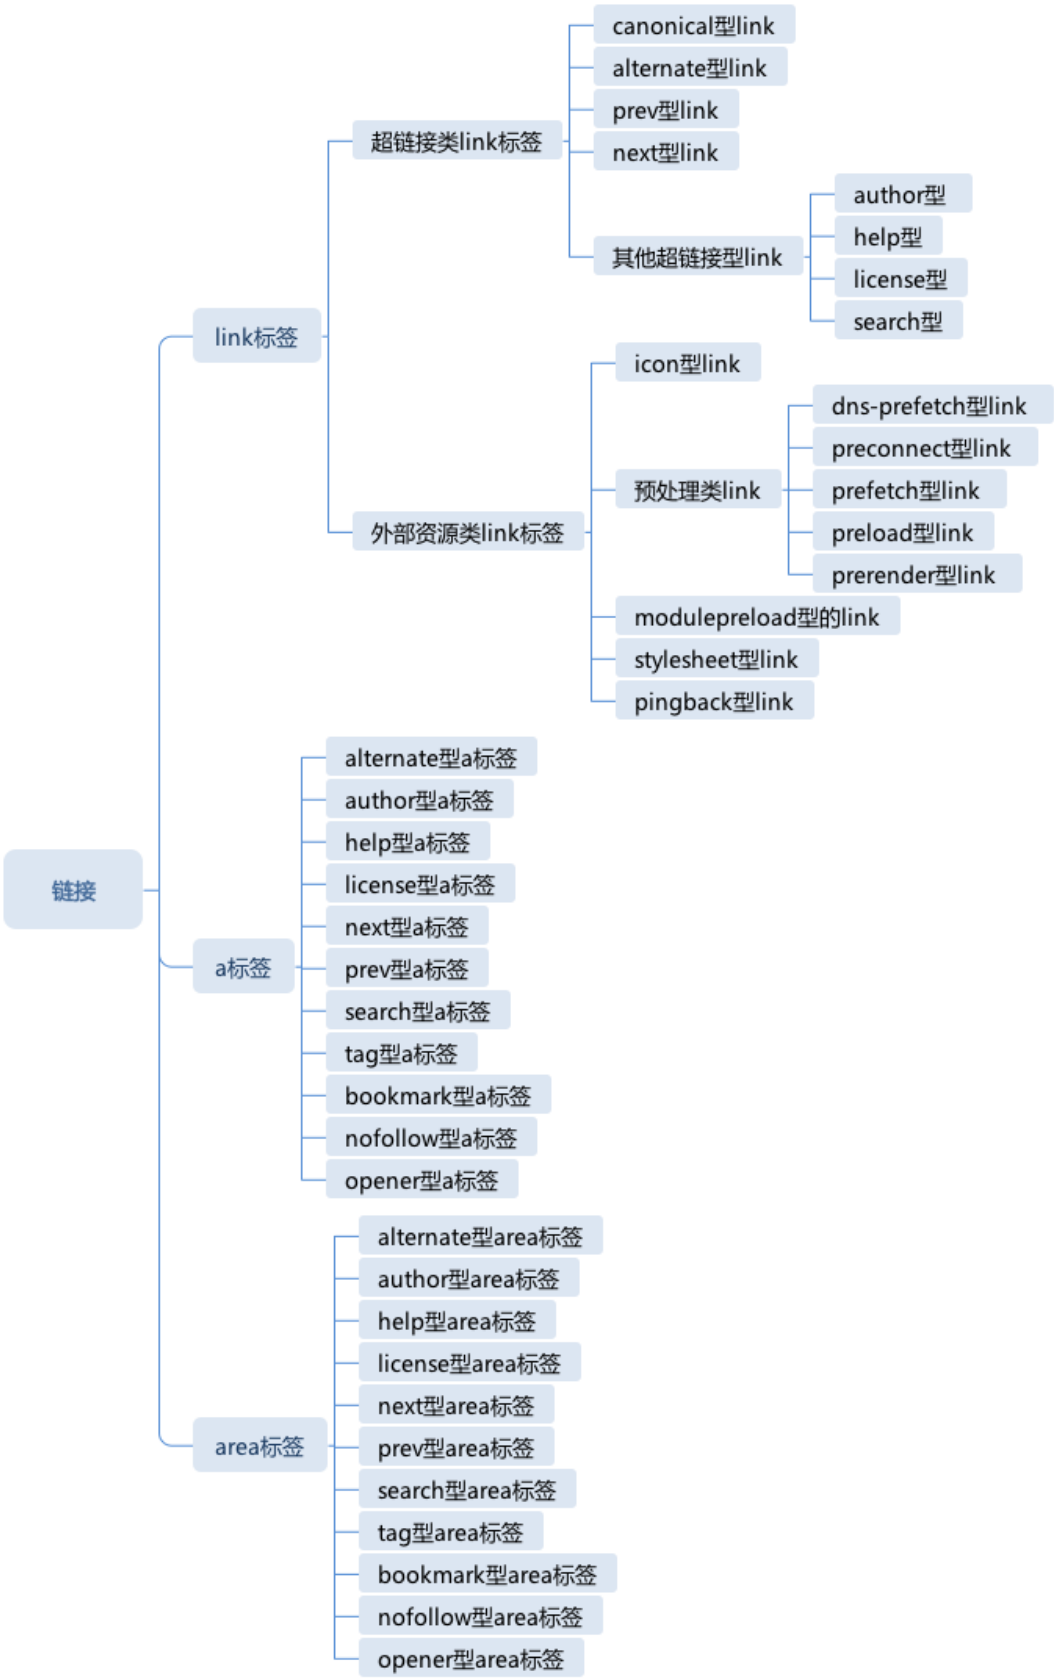 canonical型link
alternate型link
prev型link
超链接类link标签
next型link
author型
help型
其他超链接型link
license型
search型
link标签
icon型link
dns-prefetch型link
preconnect型link
预处理类link
prefetch型link
外部资源类link标签
preload型link
prerender型link
modulepreload型的link
stylesheet型link
pingback型link
alternate型a标签
author型a标签
help型a标签
链接
license型a标签
next型a标签
a标签
prev型a标签
search型a标签
tag型a标签
bookmark型a标签
nofollow型a标签
opener型a标签
alternate型area标签
author型area标签
help型area标签
license型area标签
next型area标签
area标签
prev型area标签
search型area标签
tag型area标签
bookmark型area标签
nofollow型area标签
opener型area标签